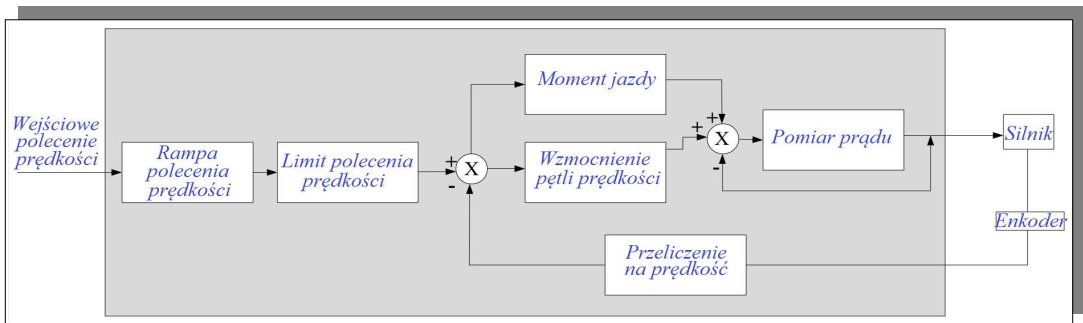 Wejściowe
polecenie
prędkości
Rampa
polecenia
prędkości
Limit polecenia
prędkości
+
-
X
Moment jazdy
Wzmocnienie
pętli prędkości
+
+
-
X
Pomiar prądu
Silnik
Enkoder
Przeliczenie
na prędkość